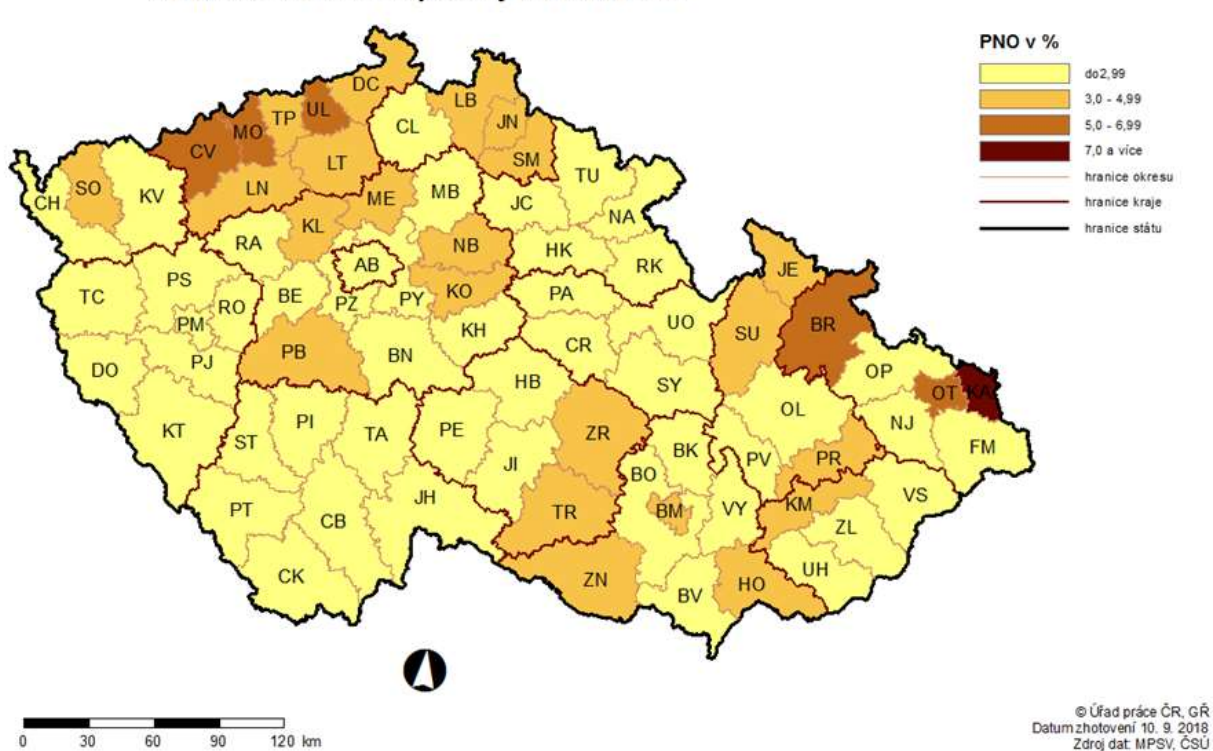 PNO v %
do2,99
3,0 - 4,99
5,0 - 6,99
7,0 a více
hranice okresu
hranice kraje
hranice státu
DC
LB
UL
TP
JN
MO
CL
CV
LT
SM
TU
SO
LN
KV
CH
ME
MB
JC
NA
KL
RA
NB
HK
AB
RK
JE
PS
TC
RO
BE
PZ
PY
KO
PA
PM
UO
SU
BR
KH
PB
BN
CR
PJ
DO
OP
HB
SY
OT
KA
OL
KT
ST
PI
TA
PE
ZR
NJ
FM
BK
JI
BO
PV
PR
VS
JH
PT
CB
TR
BM
VY
KM
ZL
CK
ZN
BV
HO
UH
0 30 60 90 120 km
© Úřad práce ČR, GŘ
Datum zhotovení 10. 9. 2018
Zdroj dat: MPSV, ČSÚ